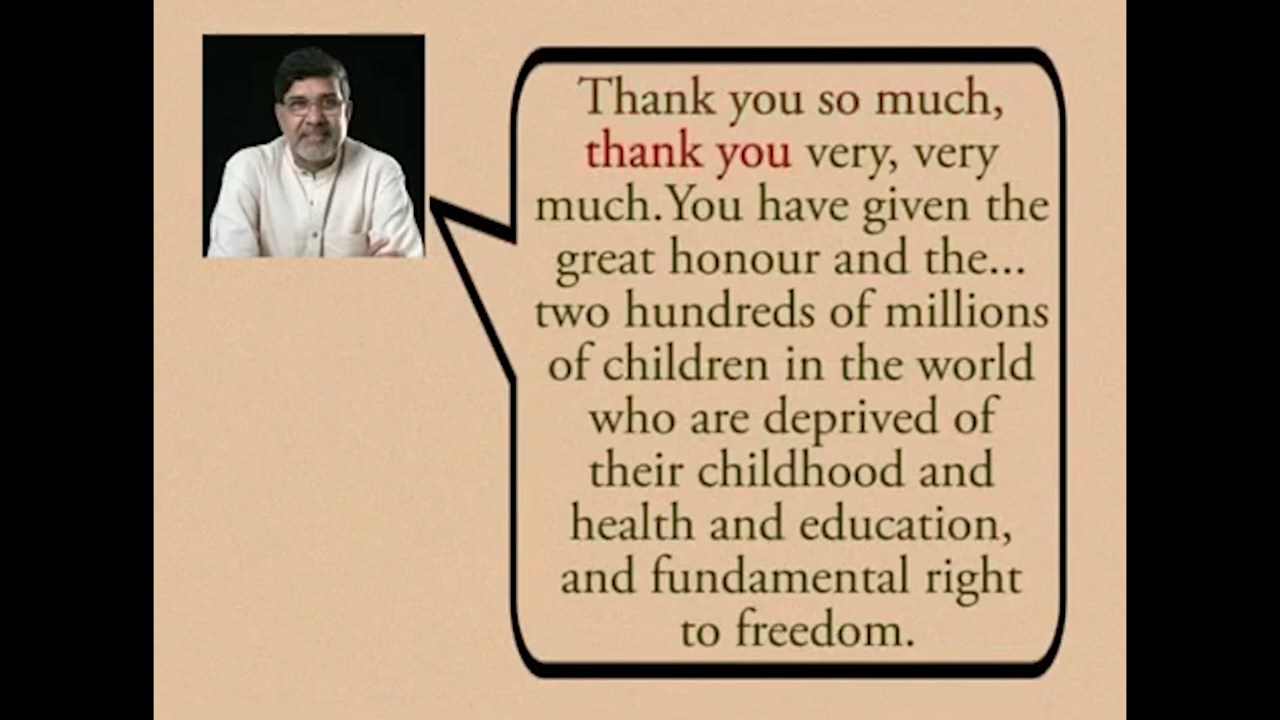 Thank you so much,
thank you very, very
much.You have given the
great honour and the...
two hundreds of millions
of children in the world
who are deprived of
their childhood and
health and education,
and fundamental right
to freedom.